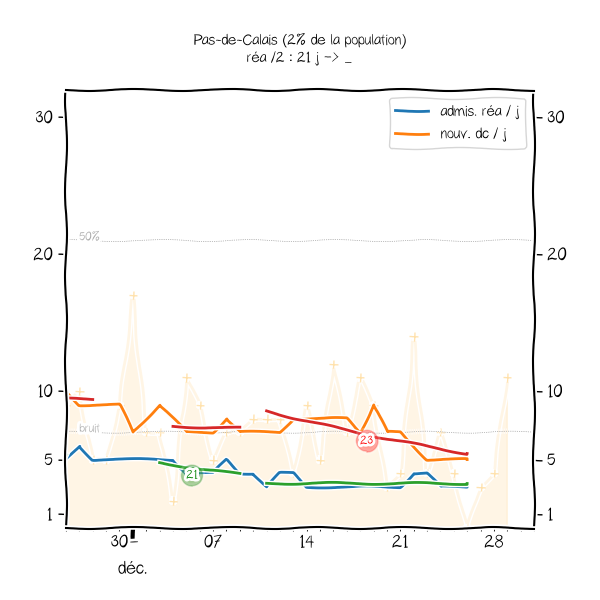 Pas-de-Calais (2% de la population)
réa /2 : 21 j -> _
admis. réa / j
nouv. dc / j
30
30
50%
20
20
10
10
bruit
23
5
5
21
1
1
30 07 14 21 28
déc.